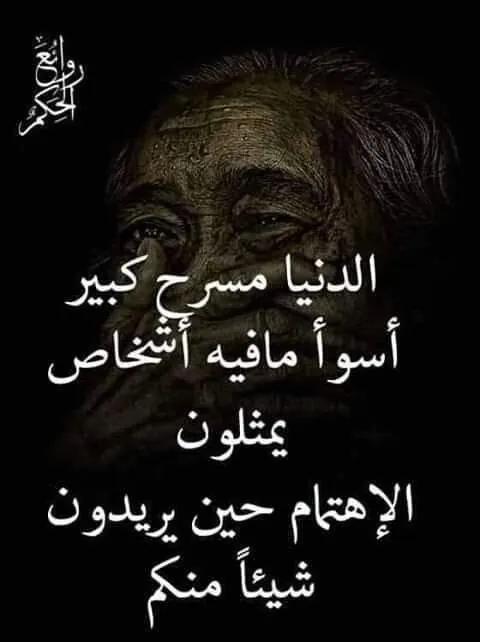 روائع
الحكم
الدنيا مسرح كبير
أسوأ مافيه أشخاص
يمثلون
الإهتمام حين يريدون
شيئاً منكم